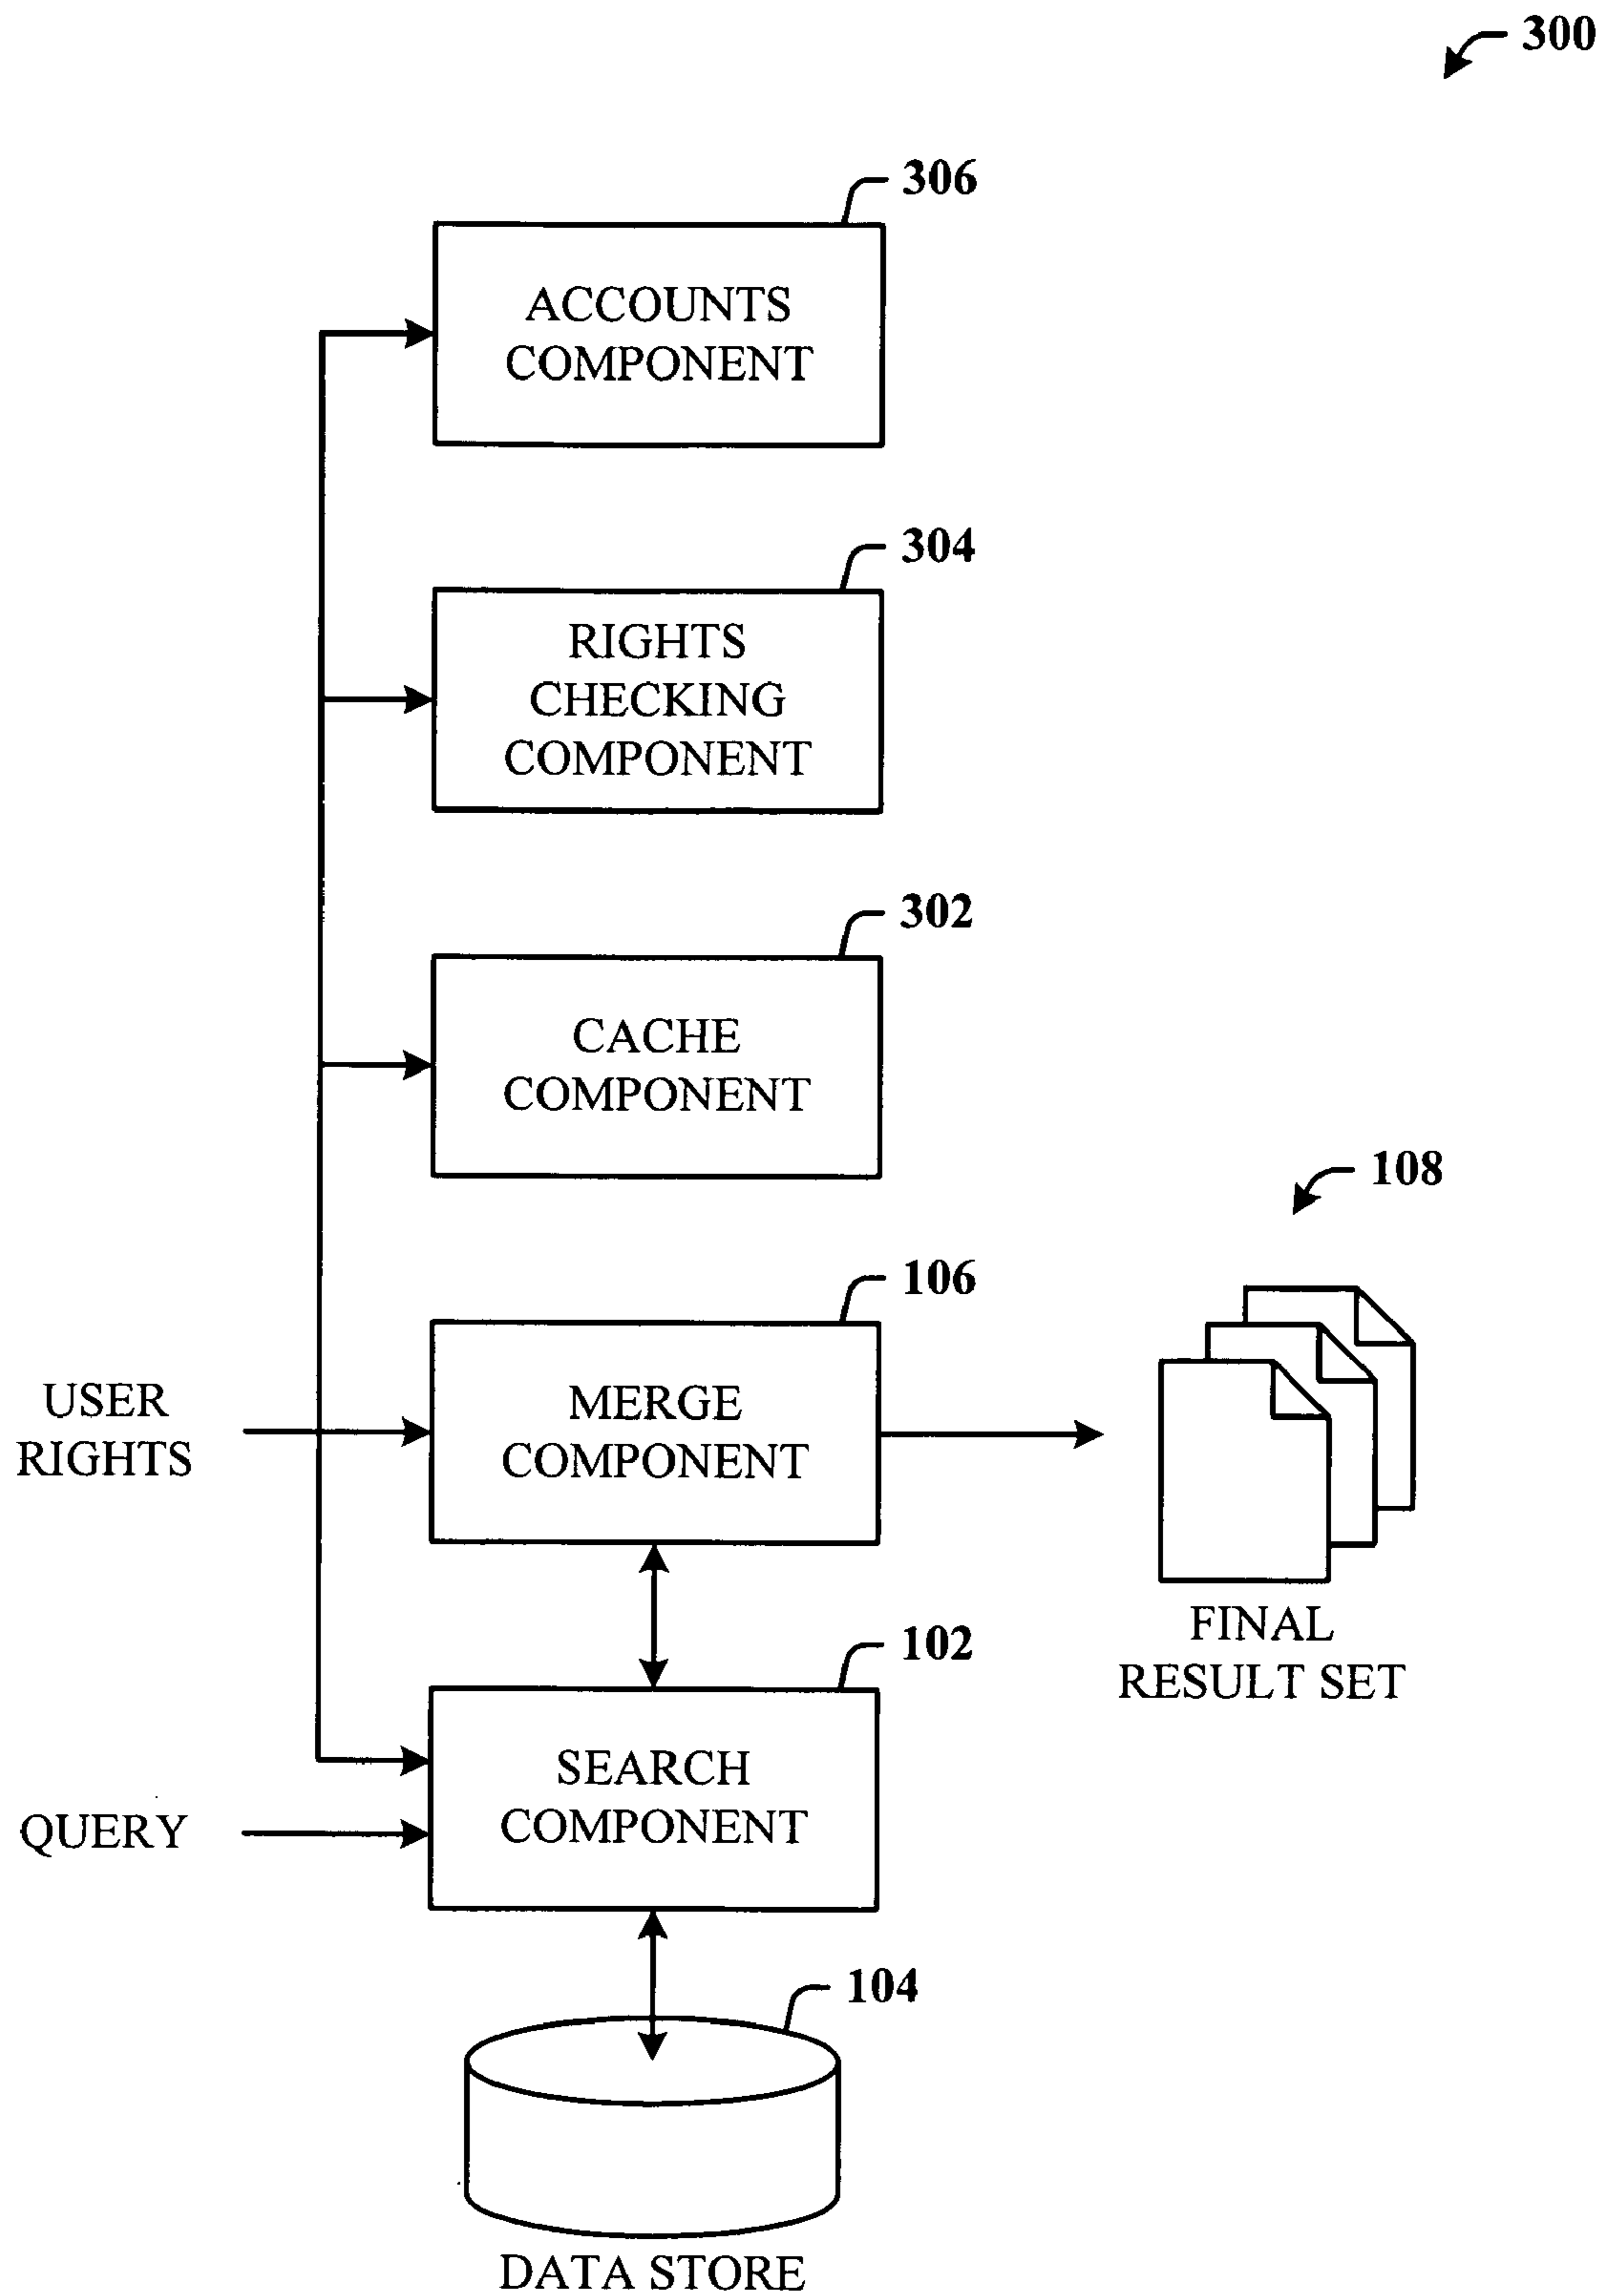 300
306
ACCOUNTS
COMPONENT
304
RIGHTS
CHECKING
COMPONENT
302
CACHE
COMPONENT
108
106
USER
RIGHTS
MERGE
COMPONENT
FINAL
RESULT SET
102
QUERY
SEARCH
COMPONENT
104
DATA STORE